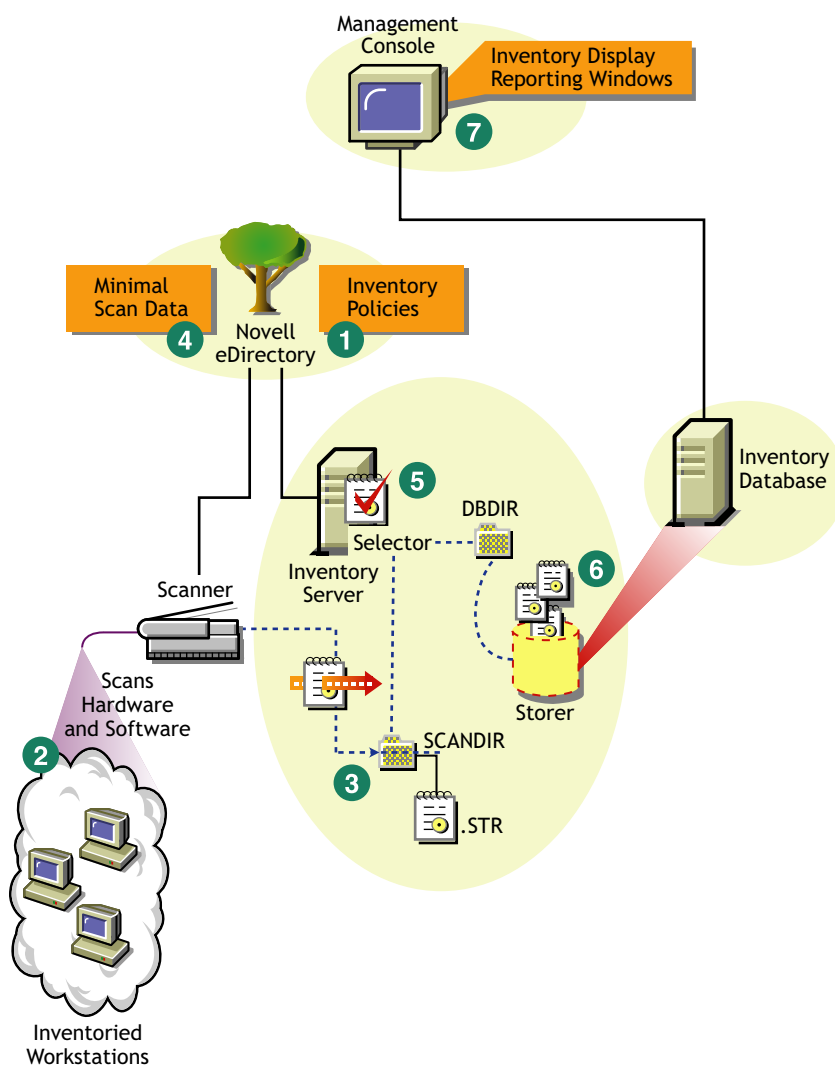 Management
Console
Inventory Display
Reporting Windows
7
Minimal
Scan Data
4
Inventory
Policies
1
Novell
eDirectory
5
DBDIR
Selector
Inventory
Server
Inventory
Database
6
Scanner
Storer
Scans
Hardware
and Software
2
SCANDIR
3
.STR
Inventoried
Workstations